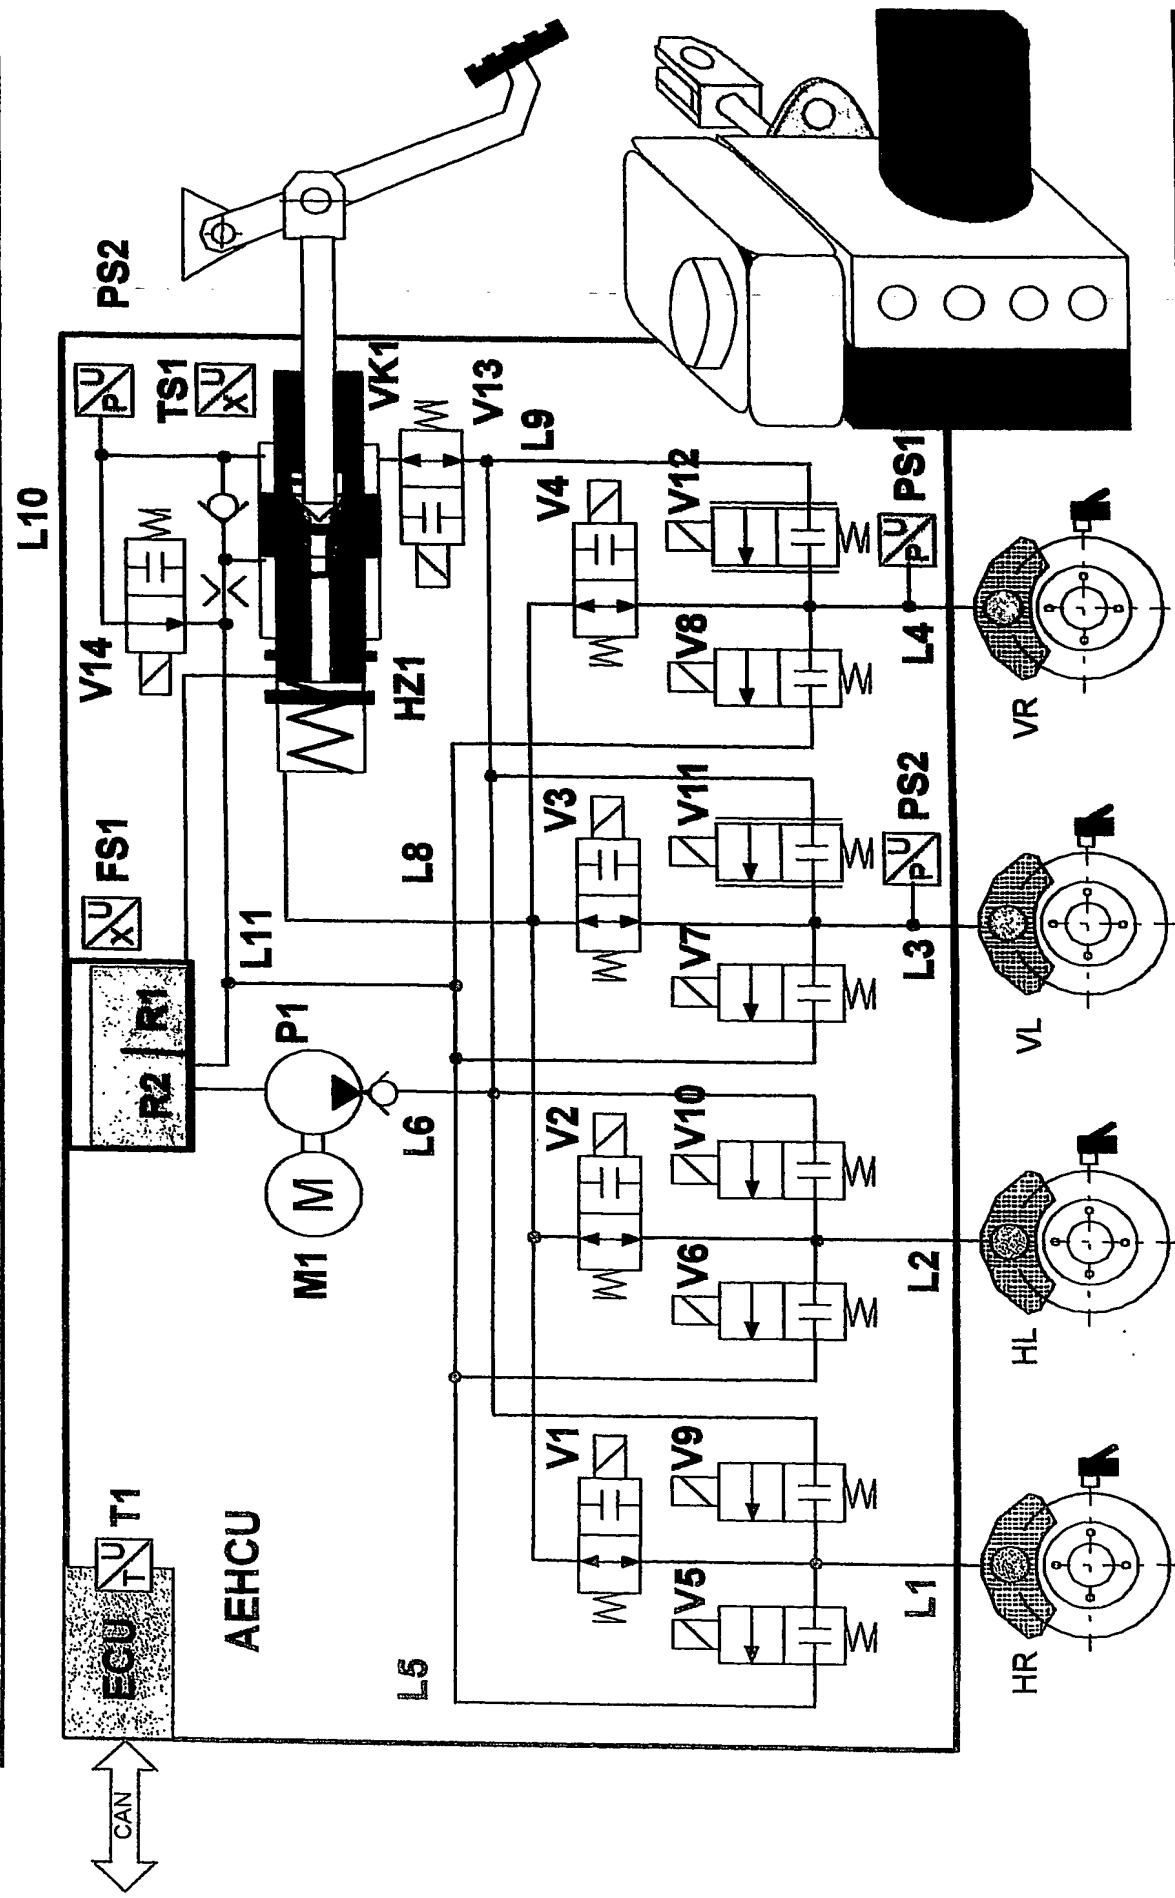 CAN
ECU
U
T
T1
AEHCU
R2
R1
U
X
FS1
L11
M
M1
P1
L6
L5
L8
L10
V14
U
P
PS2
TS1
U
X
HZ1
VK1
V13
L9
V1
V2
V3
V4
V5
V9
V6
V10
V7
V11
V8
V12
L1
L2
L3
U
P
PS2
L4
U
P
PS1
HR
HL
VL
VR